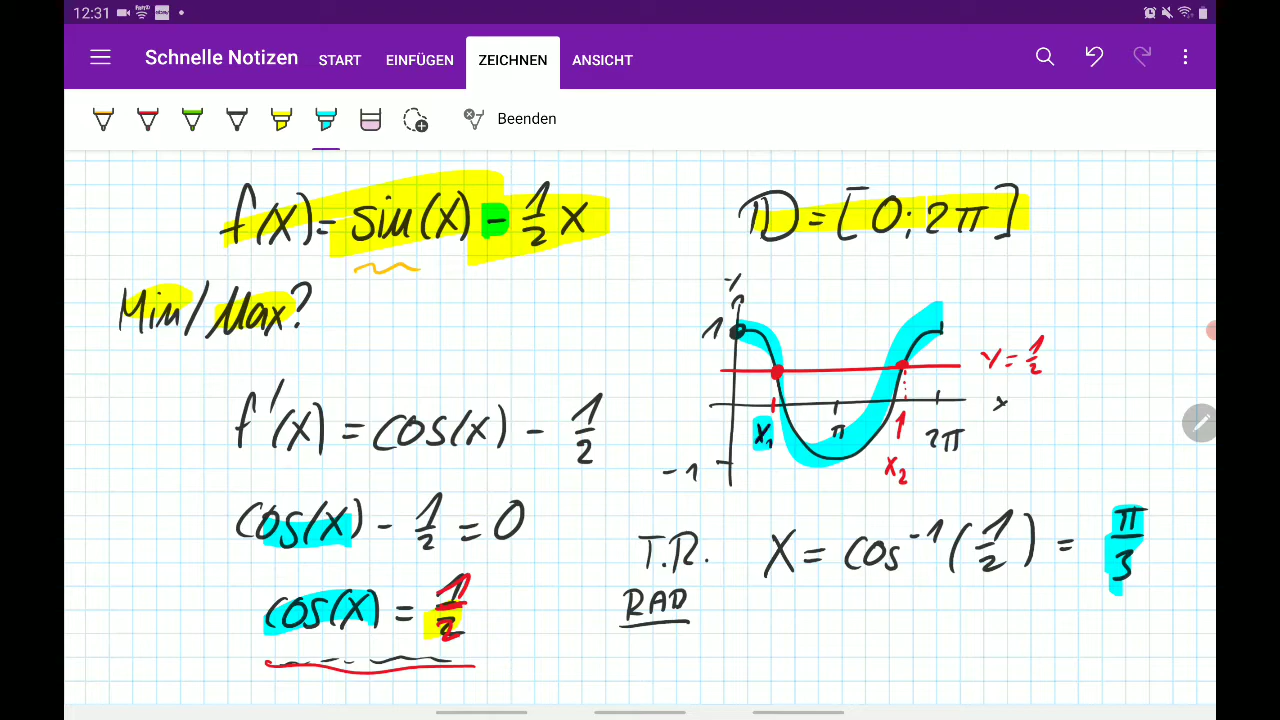 12:31
Schnelle Notizen START EINFÜGEN ZEICHNEN ANSICHT
Beenden
f(x) = sin(x) - 1/2 x
D = [0; 2π]
Min/Max?
f'(x) = cos(x) - 1/2
cos(x) - 1/2 = 0
cos(x) = 1/2
y
1
y = 1/2
x
x₁ π x₂ 2π
-1
T.R. x = cos⁻¹(1/2) = π/3
RAD